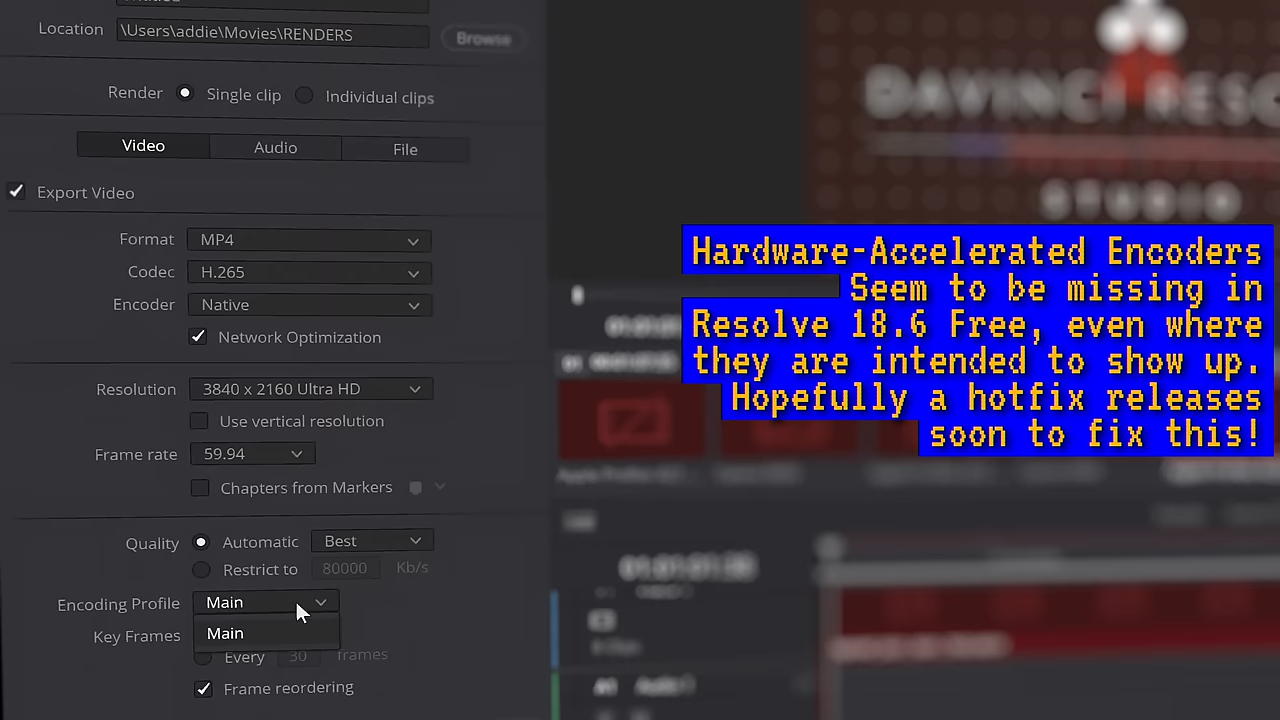 Location \Users\addie\Movies\RENDERS Browse
Render Single clip Individual clips
Video Audio File
Export Video
Format MP4
Codec H.265
Encoder Native
Network Optimization
Resolution 3840 x 2160 Ultra HD
Use vertical resolution
Frame rate 59.94
Chapters from Markers
Quality Automatic Best
Restrict to 80000 Kb/s
Encoding Profile Main
Main
Key Frames
Every 30 frames
Frame reordering
DAVINCI RESO
STUDIO
Hardware-Accelerated Encoders
Seem to be missing in
Resolve 18.6 Free, even where
they are intended to show up.
Hopefully a hotfix releases
soon to fix this!